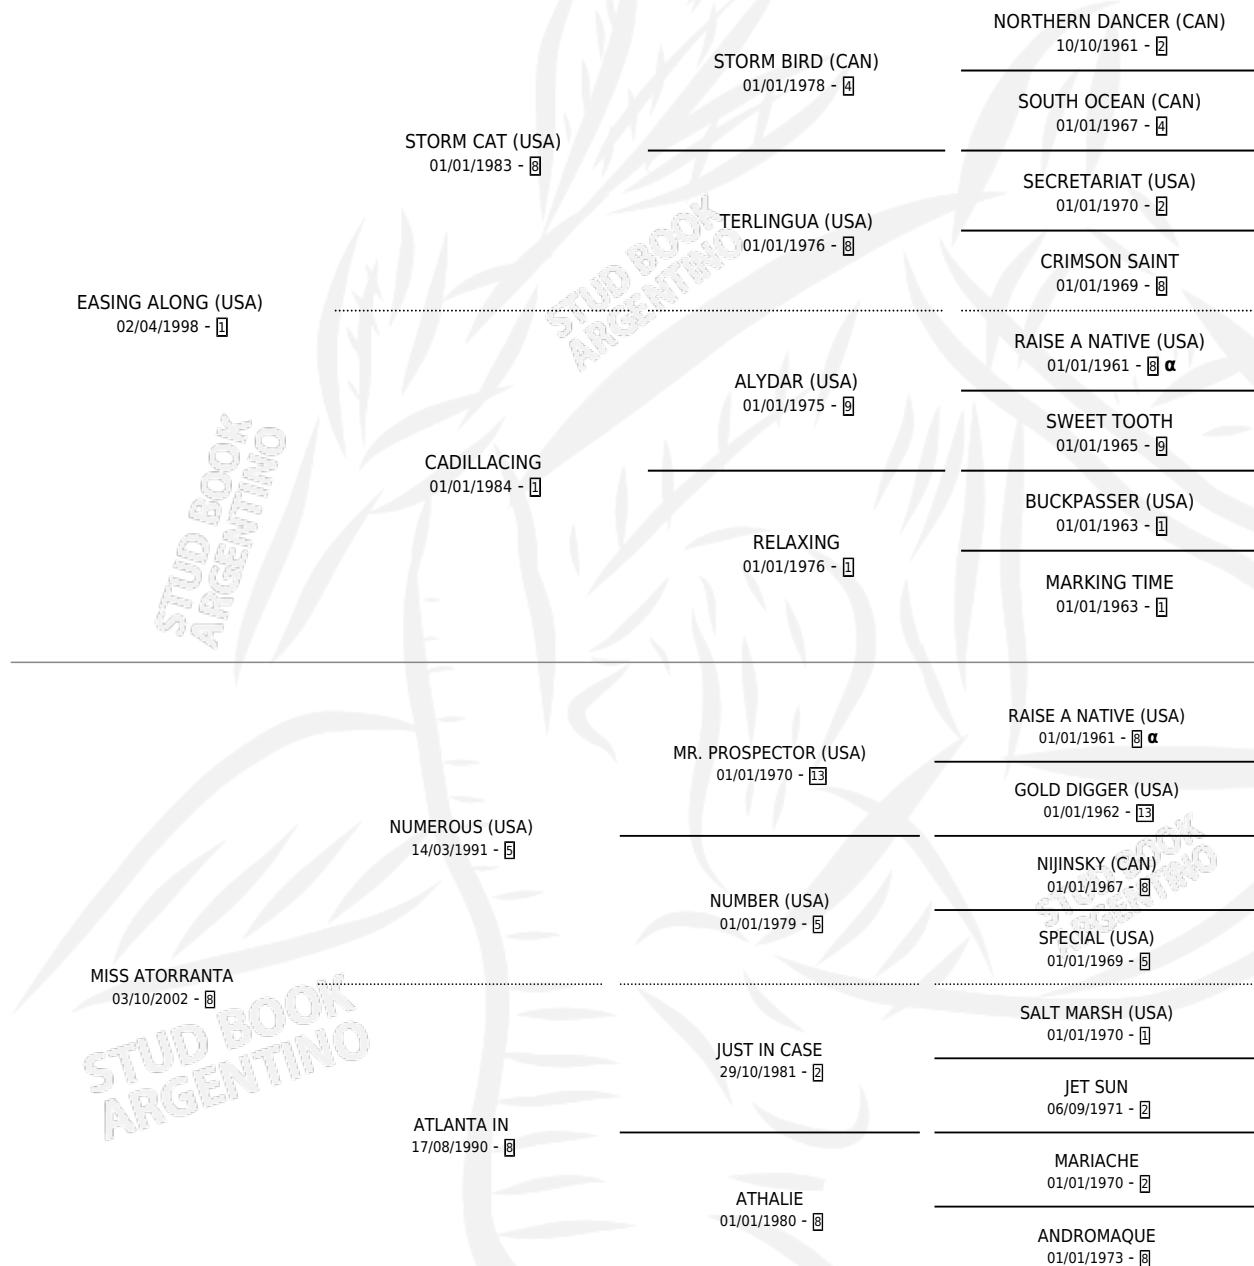 NORTHERN DANCER (CAN)
10/10/1961 - 2
STORM BIRD (CAN)
01/01/1978 - 4
SOUTH OCEAN (CAN)
01/01/1967 - 4
STORM CAT (USA)
01/01/1983 - 8
SECRETARIAT (USA)
01/01/1970 - 2
TERLINGUA (USA)
01/01/1976 - 8
CRIMSON SAINT
01/01/1969 - 8
EASING ALONG (USA)
02/04/1998 - 1
RAISE A NATIVE (USA)
01/01/1961 - 8 α
ALYDAR (USA)
01/01/1975 - 9
SWEET TOOTH
01/01/1965 - 9
CADILLACING
01/01/1984 - 1
BUCKPASSER (USA)
01/01/1963 - 1
RELAXING
01/01/1976 - 1
MARKING TIME
01/01/1963 - 1
RAISE A NATIVE (USA)
01/01/1961 - 8 α
MR. PROSPECTOR (USA)
01/01/1970 - 13
GOLD DIGGER (USA)
01/01/1962 - 13
NUMEROUS (USA)
14/03/1991 - 5
NIJINSKY (CAN)
01/01/1967 - 8
NUMBER (USA)
01/01/1979 - 5
SPECIAL (USA)
01/01/1969 - 5
MISS ATORRANTA
03/10/2002 - 8
SALT MARSH (USA)
01/01/1970 - 1
JUST IN CASE
29/10/1981 - 2
JET SUN
06/09/1971 - 2
ATLANTA IN
17/08/1990 - 8
MARIACHE
01/01/1970 - 2
ATHALIE
01/01/1980 - 8
ANDROMAQUE
01/01/1973 - 8
STUD BOOK
ARGENTINO
STUD BOOK
ARGENTINO
STUD BOOK
ARGENTINO
STUD BOOK
ARGENTINO